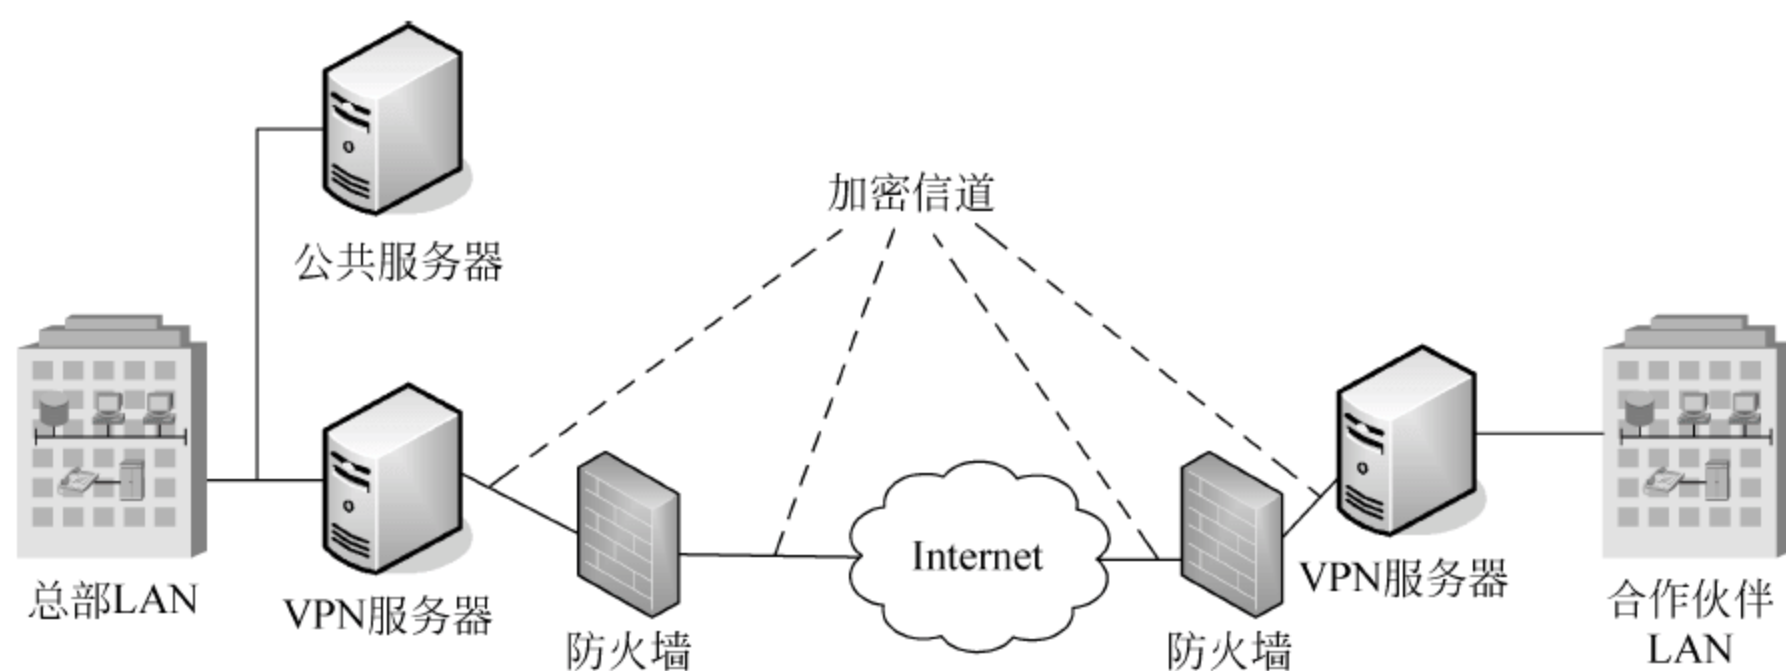 加密信道
公共服务器
总部LAN
VPN服务器
防火墙
Internet
防火墙
VPN服务器
合作伙伴
LAN